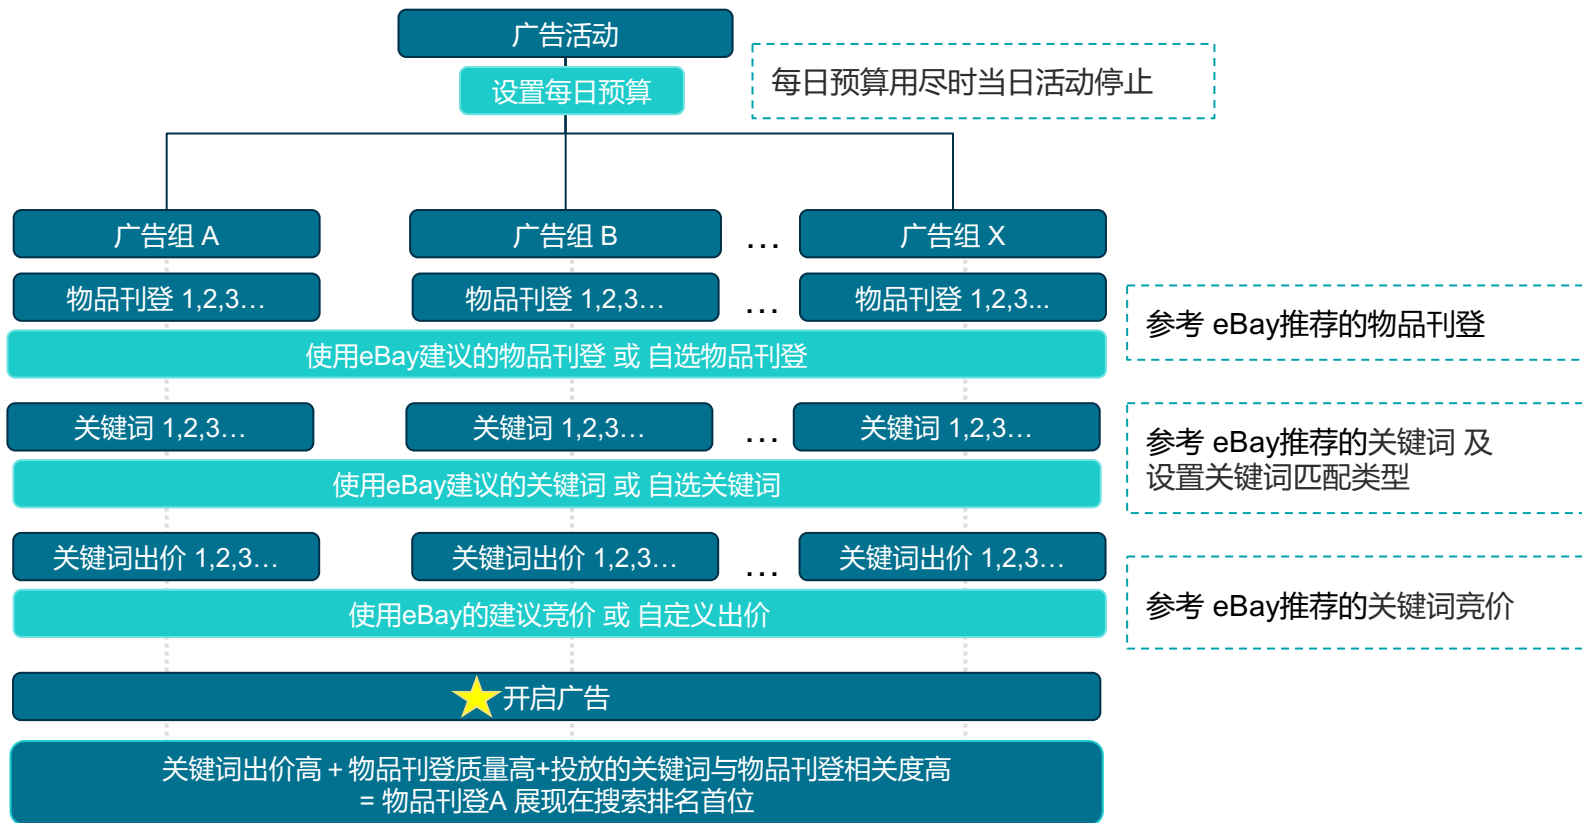 广告活动
设置每日预算
每日预算用尽时当日活动停止
广告组 A
广告组 B
...
广告组 X
物品刊登 1,2,3...
物品刊登 1,2,3...
...
物品刊登 1,2,3...
使用eBay建议的物品刊登 或 自选物品刊登
参考 eBay推荐的物品刊登
关键词 1,2,3...
关键词 1,2,3...
...
关键词 1,2,3...
使用eBay建议的关键词 或 自选关键词
参考 eBay推荐的关键词 及
设置关键词匹配类型
关键词出价 1,2,3...
关键词出价 1,2,3...
...
关键词出价 1,2,3...
使用eBay的建议竞价 或 自定义出价
参考 eBay推荐的关键词竞价
开启广告
关键词出价高 + 物品刊登质量高+投放的关键词与物品刊登相关度高
= 物品刊登A 展现在搜索排名首位